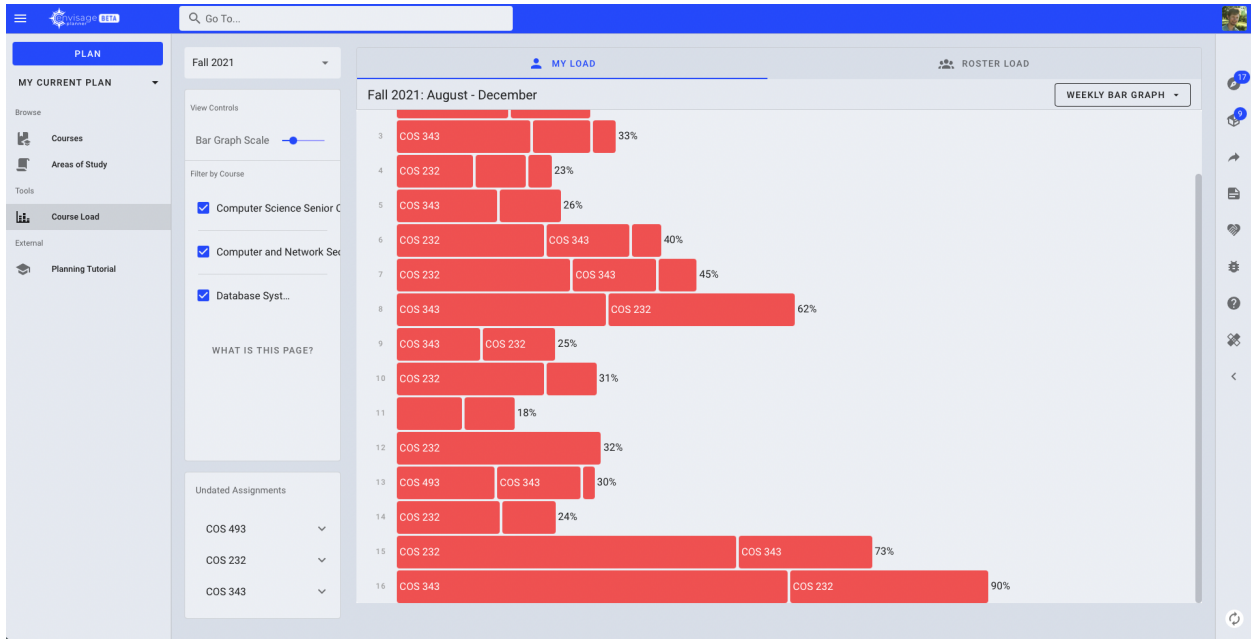 envisage BETA
planner
Go To...
17
9
PLAN
MY CURRENT PLAN
Browse
Courses
Areas of Study
Tools
Course Load
External
Planning Tutorial
Fall 2021
View Controls
Bar Graph Scale
Filter by Course
Computer Science Senior C
Computer and Network Sec
Database Syst...
WHAT IS THIS PAGE?
Undated Assignments
COS 493
COS 232
COS 343
MY LOAD
ROSTER LOAD
Fall 2021: August - December
WEEKLY BAR GRAPH
3 COS 343 33%
4 COS 232 23%
5 COS 343 26%
6 COS 232 COS 343 40%
7 COS 232 COS 343 45%
8 COS 343 COS 232 62%
9 COS 343 COS 232 25%
10 COS 232 31%
11 18%
12 COS 232 32%
13 COS 493 COS 343 30%
14 COS 232 24%
15 COS 232 COS 343 73%
16 COS 343 COS 232 90%